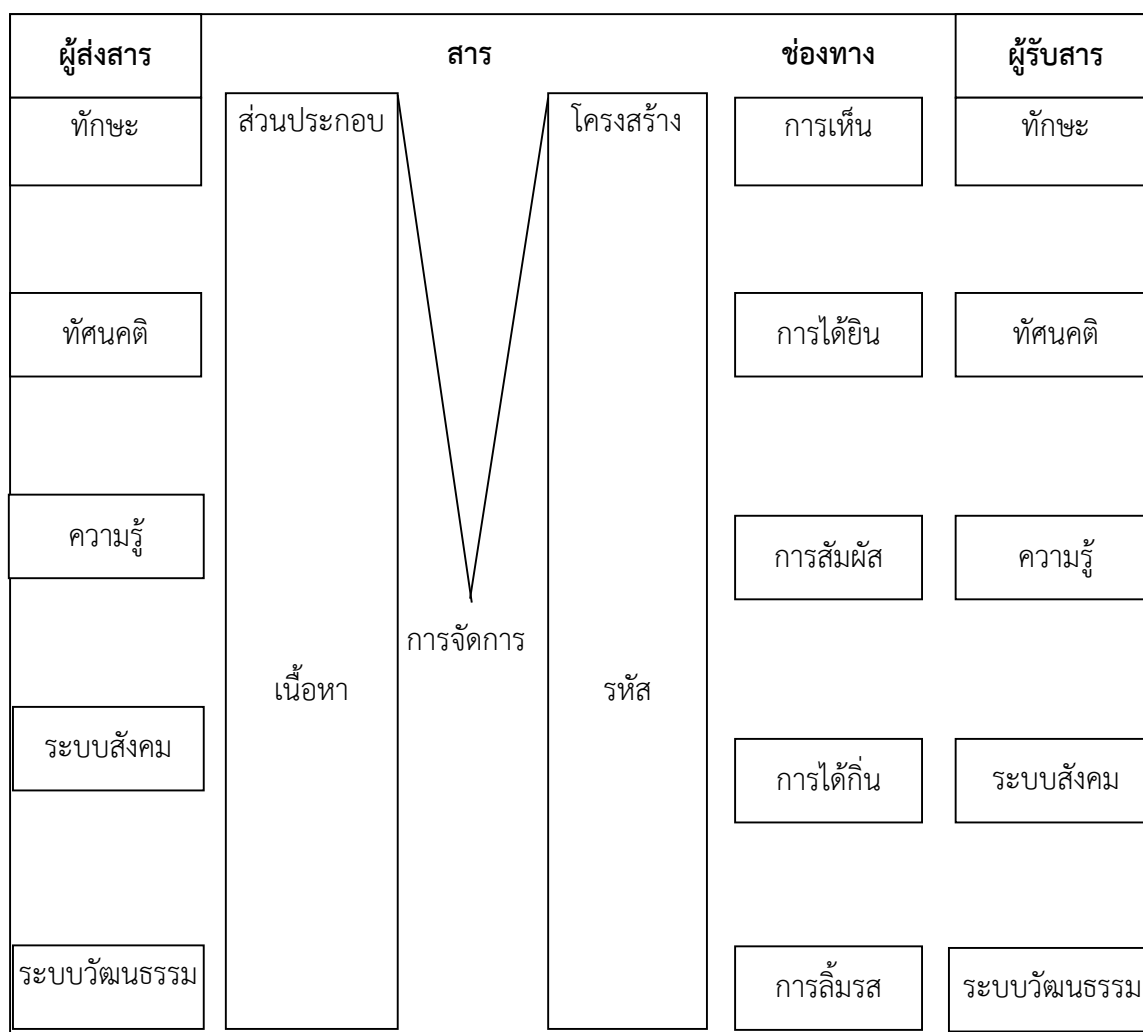 ผู้ส่งสาร สาร ช่องทาง ผู้รับสาร
ทักษะ ส่วนประกอบ โครงสร้าง การเห็น ทักษะ
ทัศนคติ การได้ยิน ทัศนคติ
ความรู้ การสัมผัส ความรู้
การจัดการ
เนื้อหา รหัส
ระบบสังคม การได้กิ่น ระบบสังคม
ระบบวัฒนธรรม การลิ้มรส ระบบวัฒนธรรม